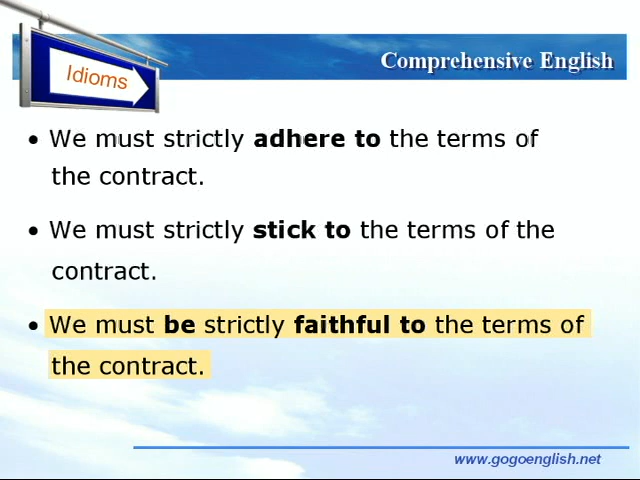 Idioms
Comprehensive English
• We must strictly adhere to the terms of
the contract.
• We must strictly stick to the terms of the
contract.
• We must be strictly faithful to the terms of
the contract.
www.gogoenglish.net